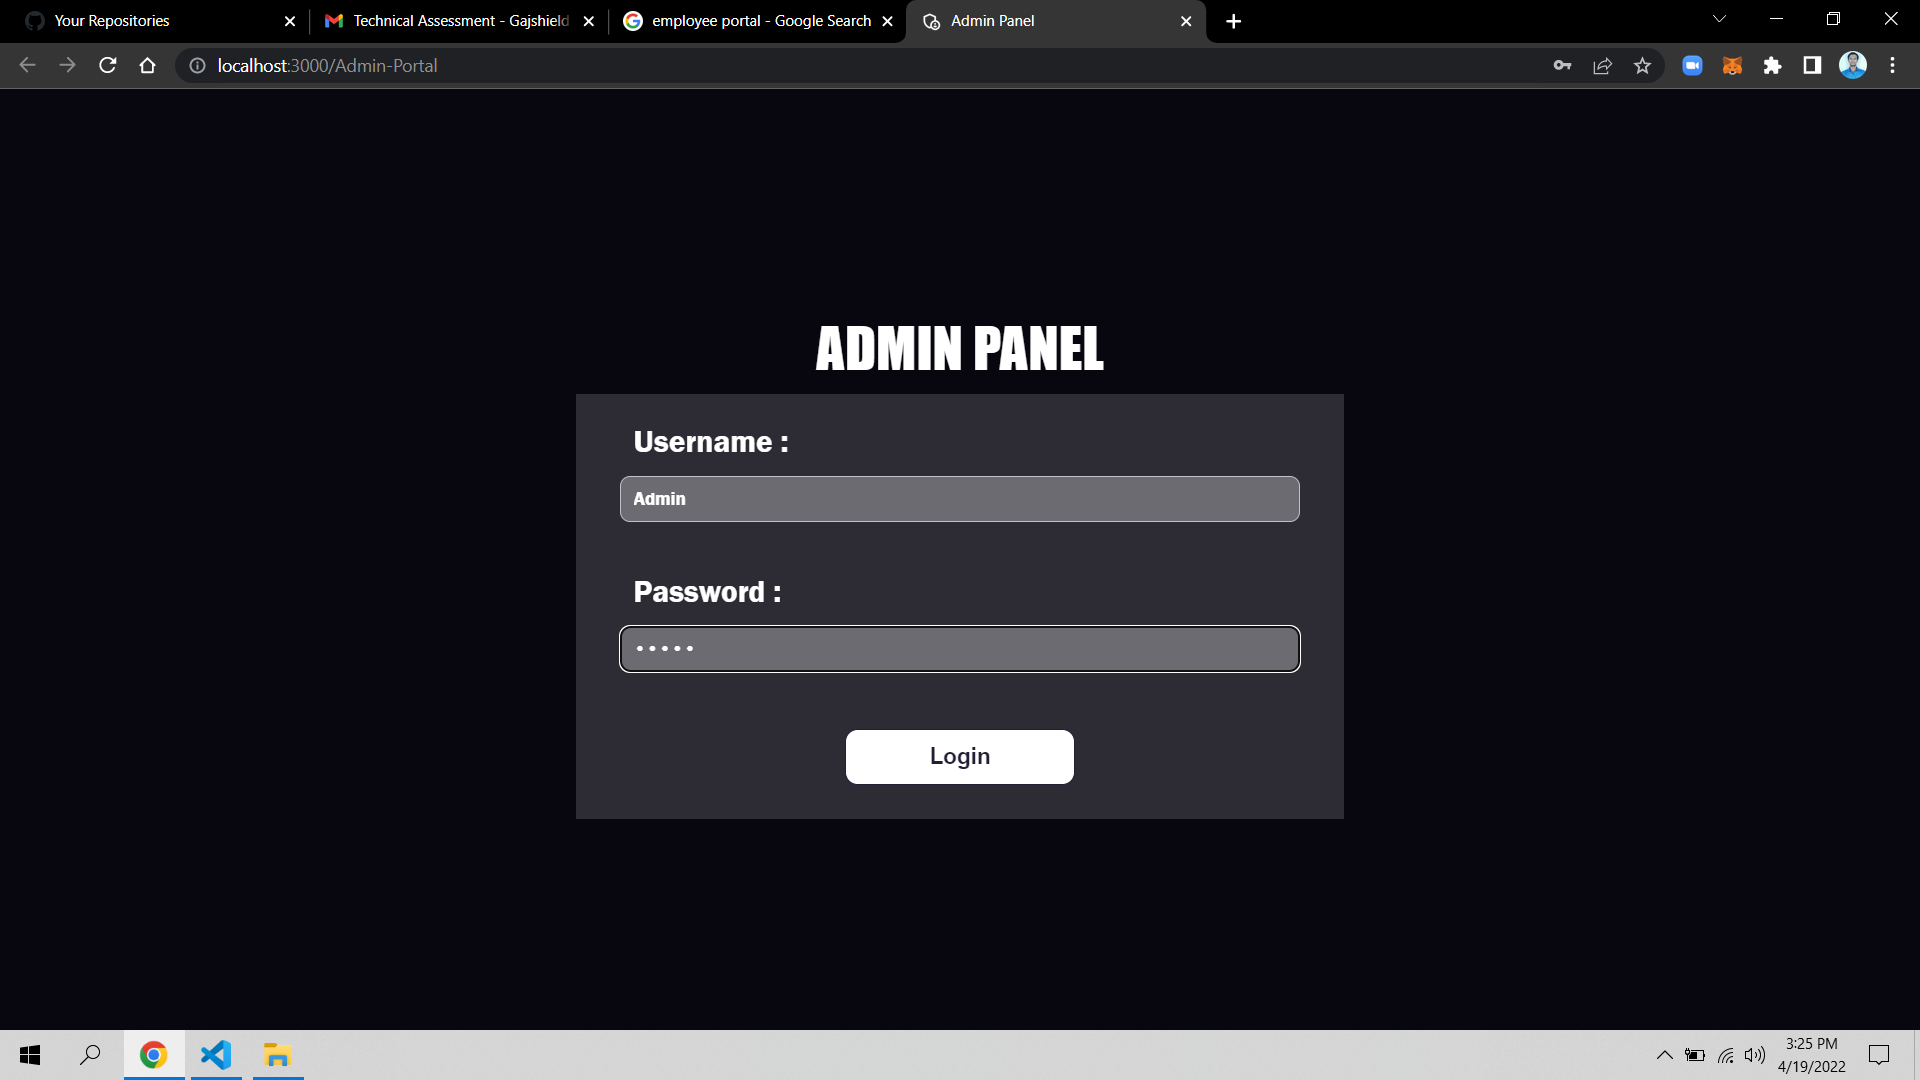 Your Repositories
Technical Assessment - Gajshield
employee portal - Google Search
Admin Panel
localhost:3000/Admin-Portal
ADMIN PANEL
Username :
Admin
Password :
•••••
Login
3:25 PM
4/19/2022